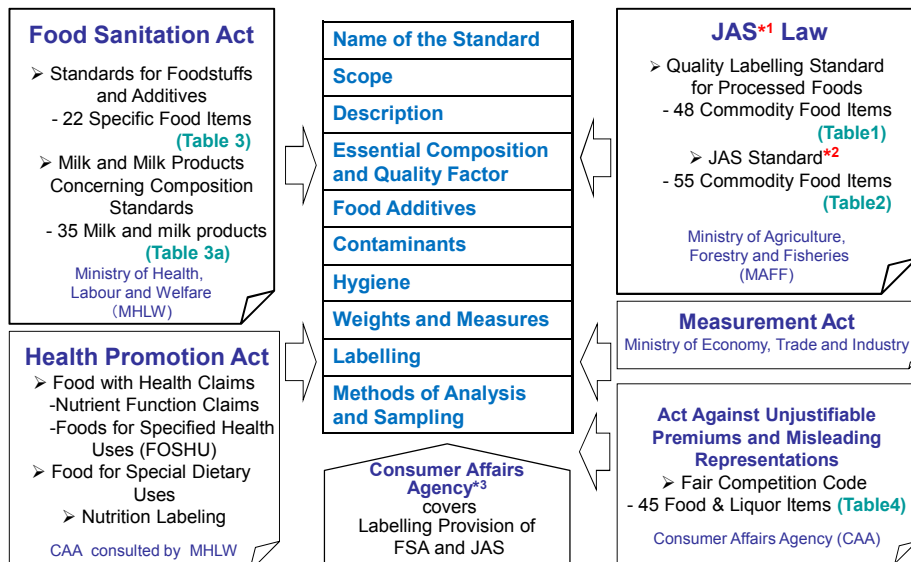 Food Sanitation Act
➢ Standards for Foodstuffs
and Additives
- 22 Specific Food Items
(Table 3)
➢ Milk and Milk Products
Concerning Composition
Standards
- 35 Milk and milk products
(Table 3a)
Ministry of Health,
Labour and Welfare
(MHLW)
Health Promotion Act
➢ Food with Health Claims
-Nutrient Function Claims
-Foods for Specified Health
Uses (FOSHU)
➢ Food for Special Dietary
Uses
➢ Nutrition Labeling
CAA consulted by MHLW
Name of the Standard
Scope
Description
Essential Composition
and Quality Factor
Food Additives
Contaminants
Hygiene
Weights and Measures
Labelling
Methods of Analysis
and Sampling
Consumer Affairs
Agency*3
covers
Labelling Provision of
FSA and JAS
JAS*1 Law
➢ Quality Labelling Standard
for Processed Foods
- 48 Commodity Food Items
(Table1)
➢ JAS Standard*2
- 55 Commodity Food Items
(Table2)
Ministry of Agriculture,
Forestry and Fisheries
(MAFF)
Measurement Act
Ministry of Economy, Trade and Industry
Act Against Unjustifiable
Premiums and Misleading
Representations
➢ Fair Competition Code
- 45 Food & Liquor Items (Table4)
Consumer Affairs Agency (CAA)